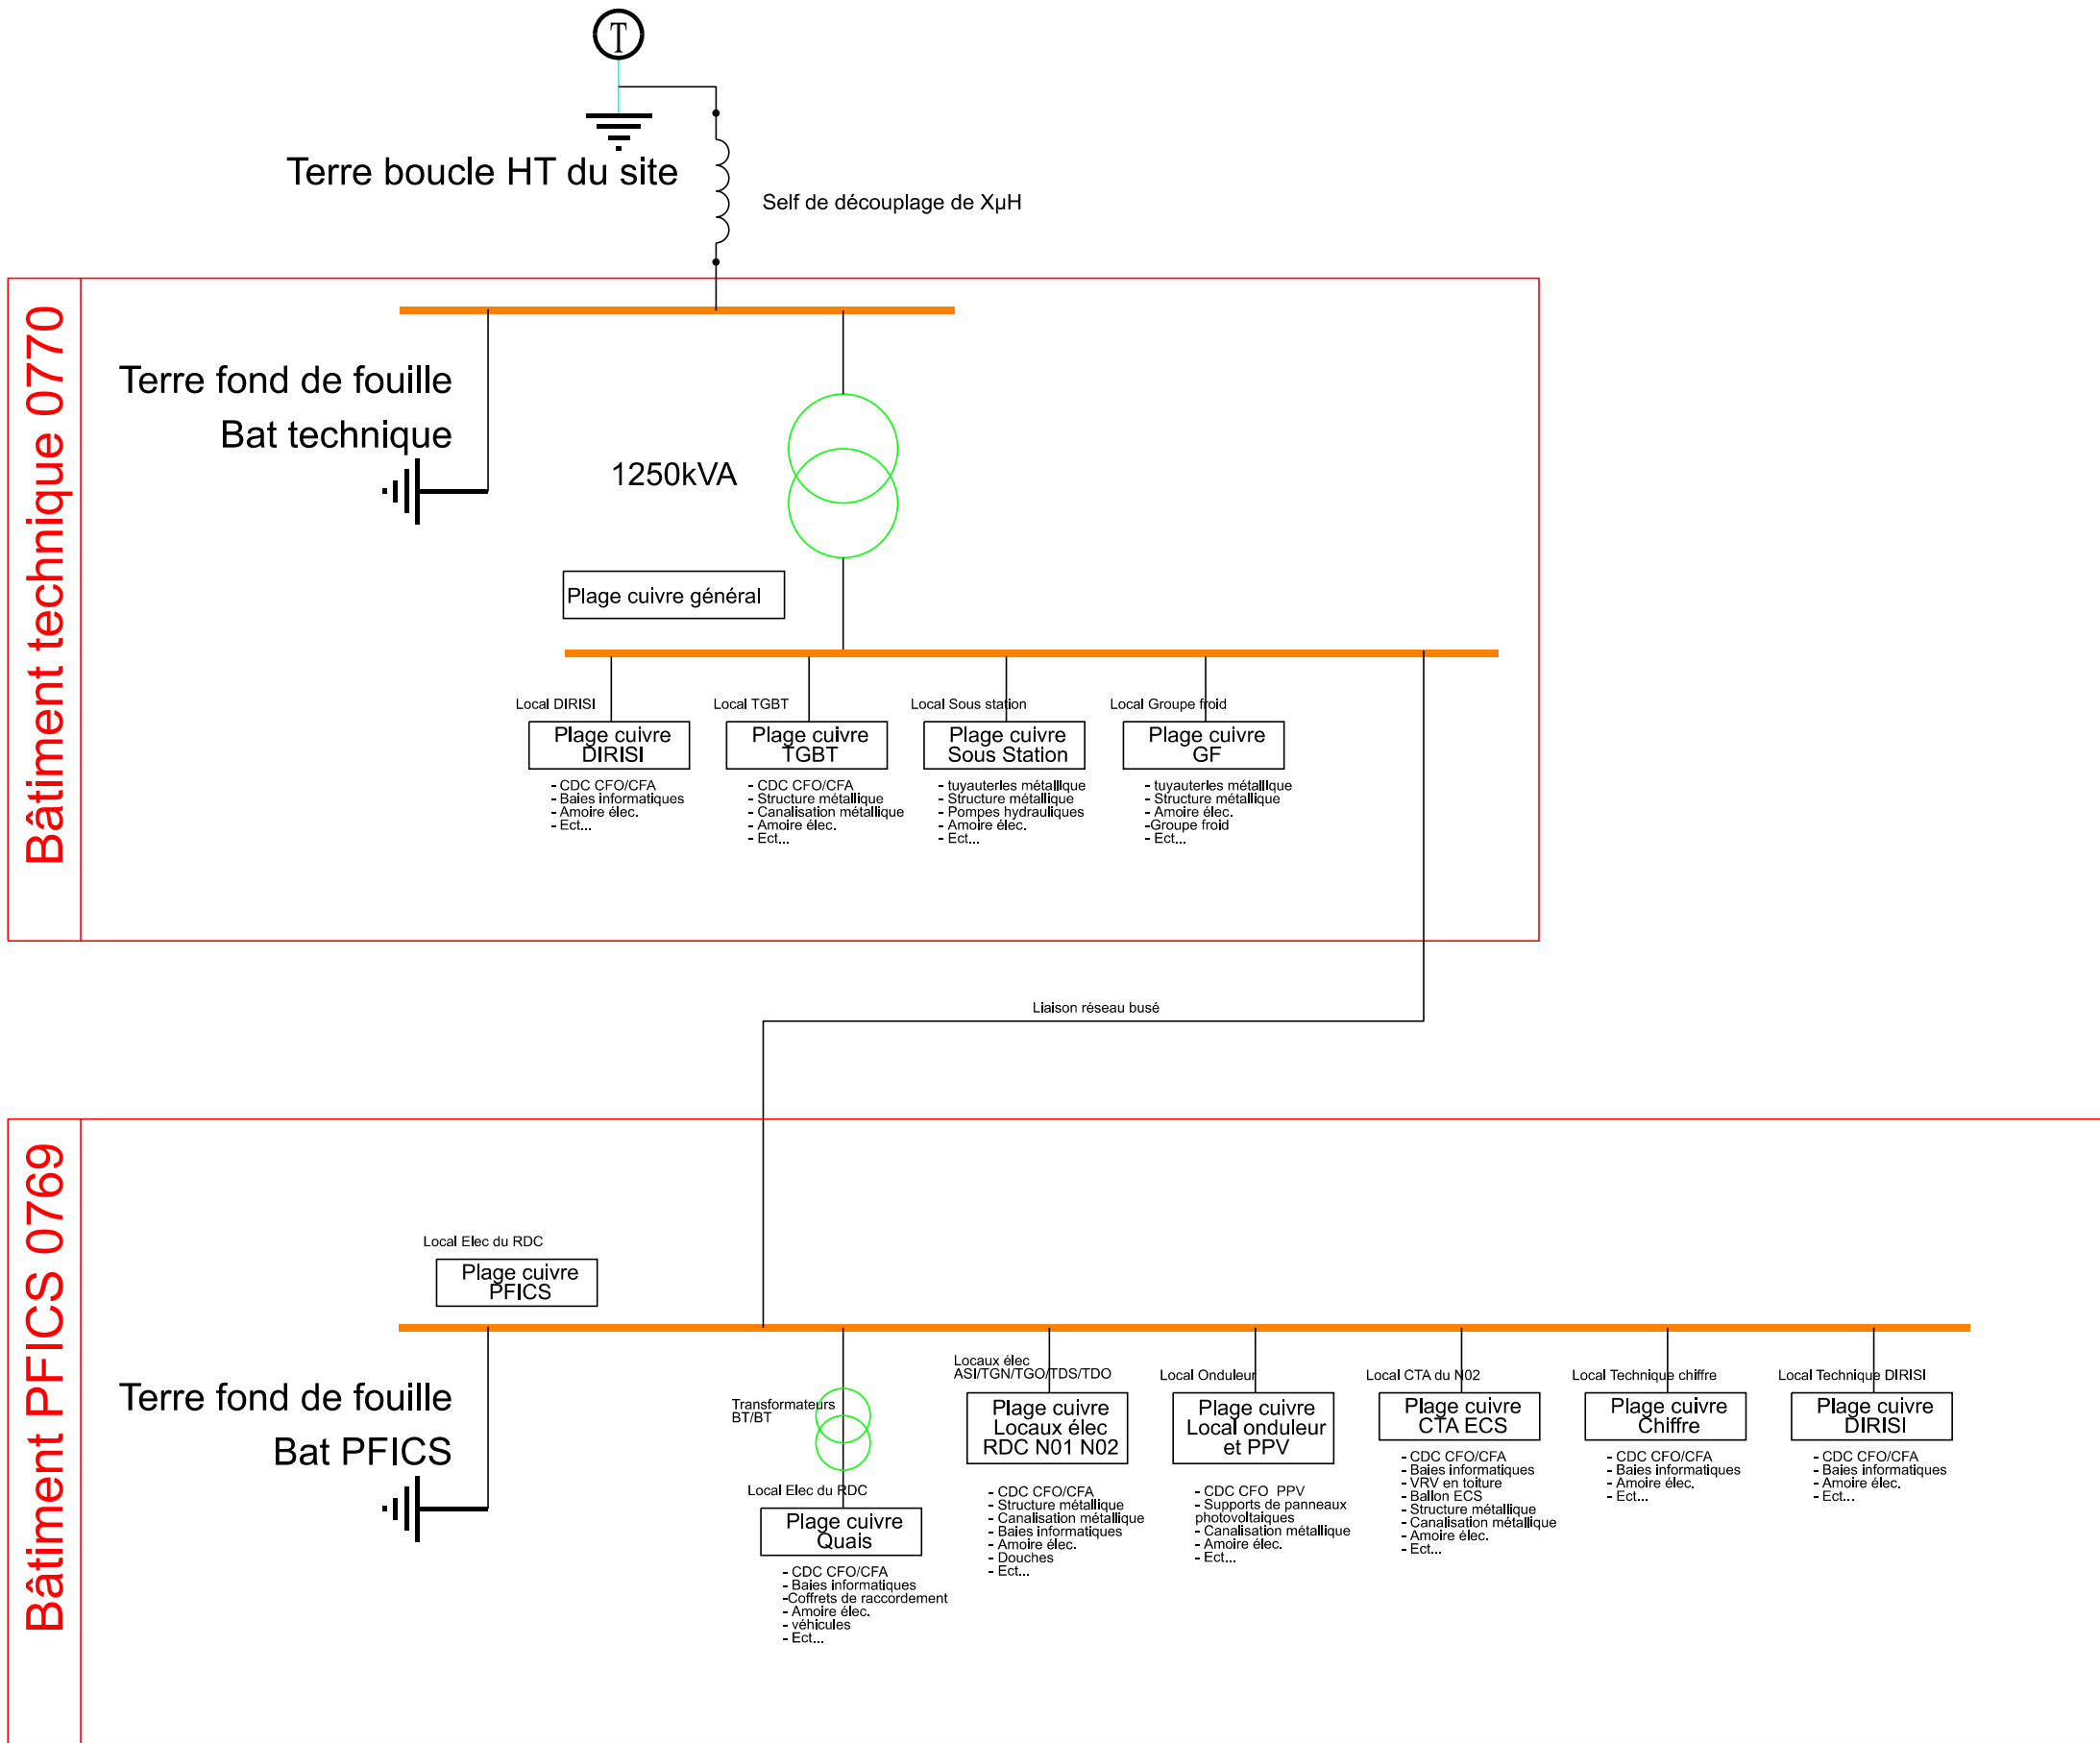 T
Terre boucle HT du site
Self de découplage de XµH
Bâtiment technique 0770
Terre fond de fouille
Bat technique
1250kVA
Plage cuivre général
Local DIRISI
Plage cuivre
DIRISI
- CDC CFO/CFA
- Baies informatiques
- Amoire élec.
- Ect...
Local TGBT
Plage cuivre
TGBT
- CDC CFO/CFA
- Structure métallique
- Canalisation métallique
- Amoire élec.
- Ect...
Local Sous station
Plage cuivre
Sous Station
- tuyauteries métallique
- Structure métallique
- Pompes hydrauliques
- Amoire élec.
- Ect...
Local Groupe froid
Plage cuivre
GF
- tuyauteries métallique
- Structure métallique
- Amoire élec.
-Groupe froid
- Ect...
Liaison réseau busé
Bâtiment PFICS 0769
Local Elec du RDC
Plage cuivre
PFICS
Terre fond de fouille
Bat PFICS
Transformateurs
BT/BT
Local Elec du RDC
Plage cuivre
Quais
- CDC CFO/CFA
- Baies informatiques
-Coffrets de raccordement
- Amoire élec.
- véhicules
- Ect...
Locaux élec
ASI/TGN/TGO/TDS/TDO
Plage cuivre
Locaux élec
RDC N01 N02
- CDC CFO/CFA
- Structure métallique
- Canalisation métallique
- Baies informatiques
- Amoire élec.
- Douches
- Ect...
Local Onduleur
Plage cuivre
Local onduleur
et PPV
- CDC CFO  PPV
- Supports de panneaux
photovoltaiques
- Canalisation métallique
- Amoire élec.
- Ect...
Local CTA du N02
Plage cuivre
CTA ECS
- CDC CFO/CFA
- Baies informatiques
- VRV en toiture
- Ballon ECS
- Structure métallique
- Canalisation métallique
- Amoire élec.
- Ect...
Local Technique chiffre
Plage cuivre
Chiffre
- CDC CFO/CFA
- Baies informatiques
- Amoire élec.
- Ect...
Local Technique DIRISI
Plage cuivre
DIRISI
- CDC CFO/CFA
- Baies informatiques
- Amoire élec.
- Ect...